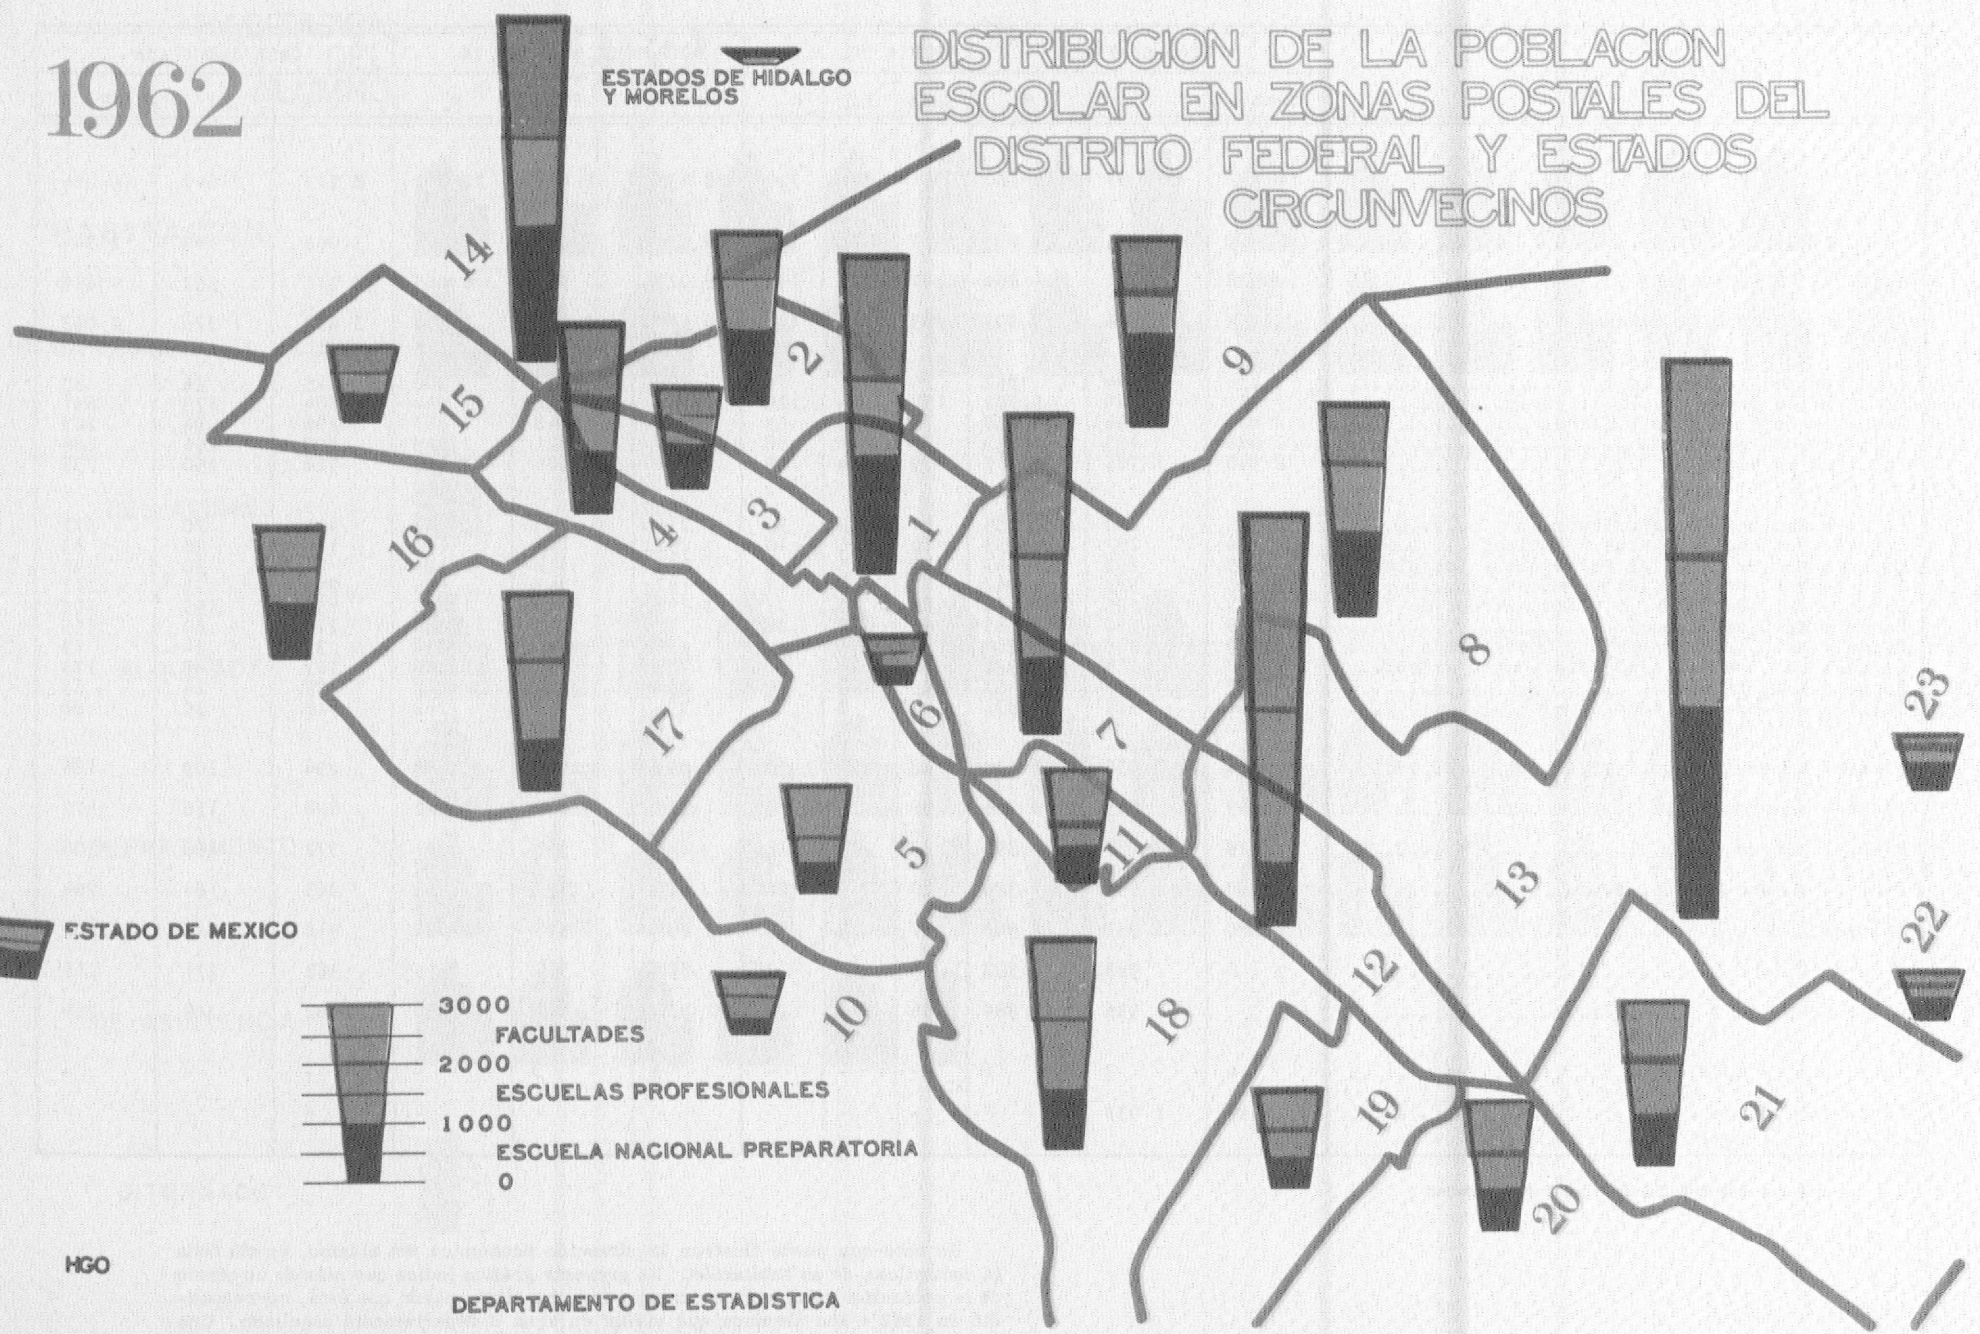 1962
ESTADOS DE HIDALGO
Y MORELOS
DISTRIBUCION DE LA POBLACION
ESCOLAR EN ZONAS POSTALES DEL
DISTRITO FEDERAL Y ESTADOS
CIRCUNVECINOS
14
2
9
15
3
1
16
4
8
23
17
6
7
5
11
13
22
ESTADO DE MEXICO
12
10
18
3000
FACULTADES
2000
ESCUELAS PROFESIONALES
1000
ESCUELA NACIONAL PREPARATORIA
0
19
21
20
HGO
DEPARTAMENTO DE ESTADISTICA